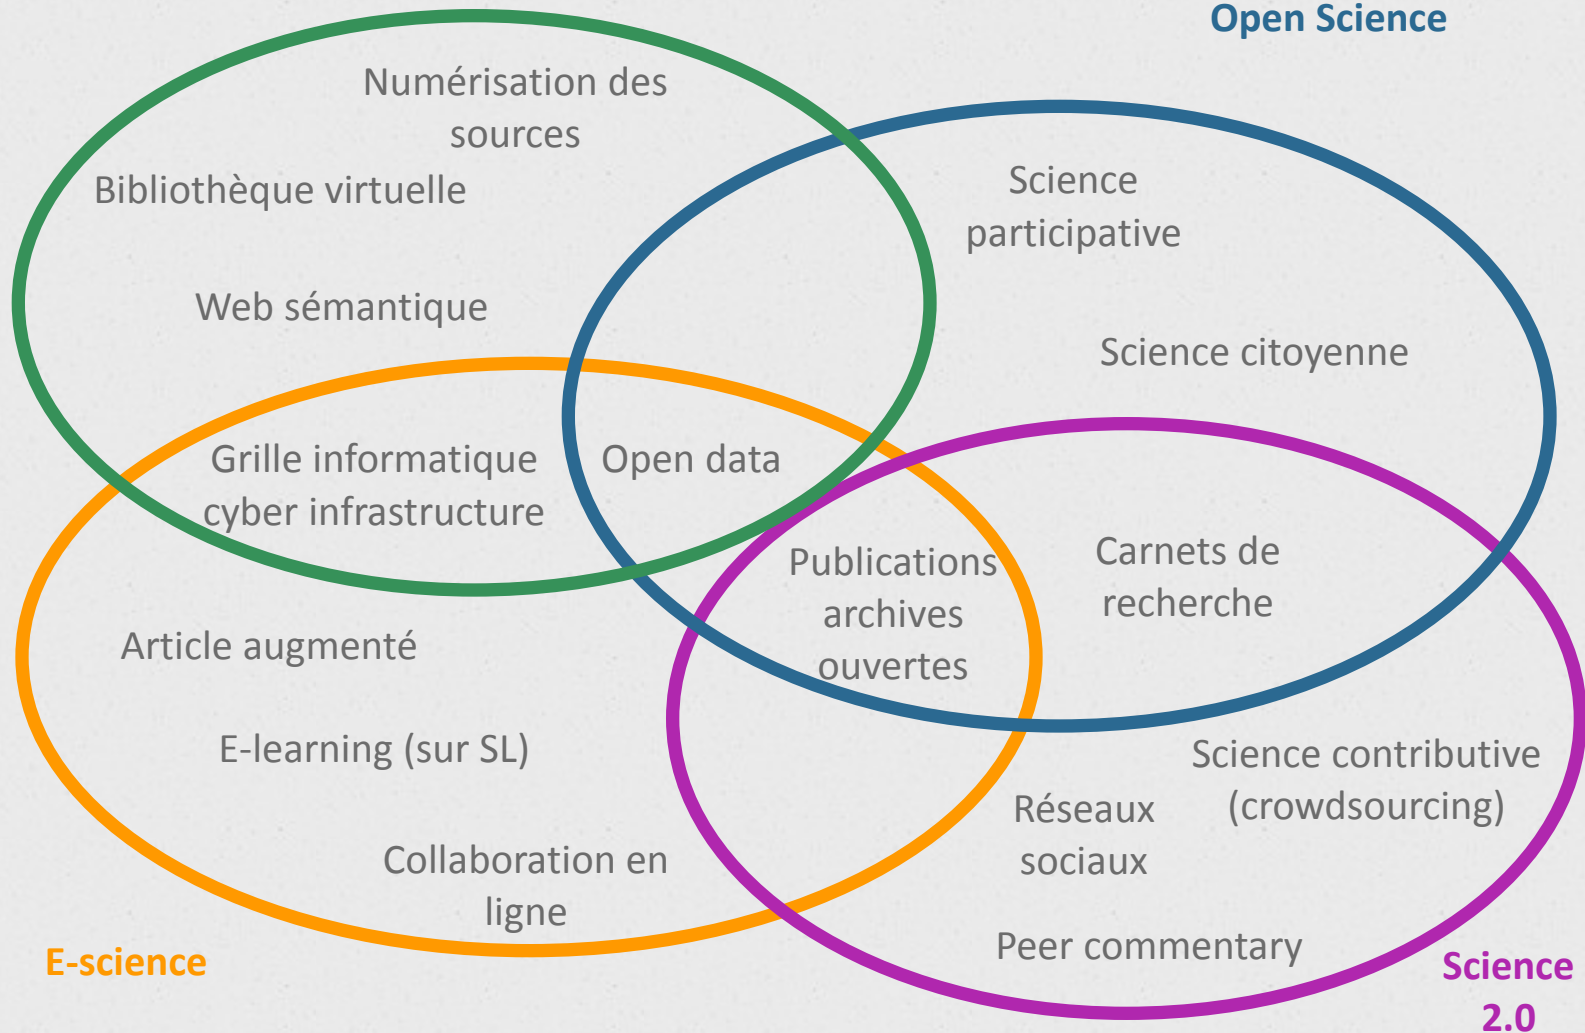 Open Science
Numérisation des
sources
Bibliothèque virtuelle
Science
participative
Web sémantique
Science citoyenne
Grille informatique
cyber infrastructure
Open data
Publications
archives
ouvertes
Carnets de
recherche
Article augmenté
E-learning (sur SL)
Science contributive
(crowdsourcing)
Réseaux
sociaux
Collaboration en
ligne
Peer commentary
E-science
Science
2.0